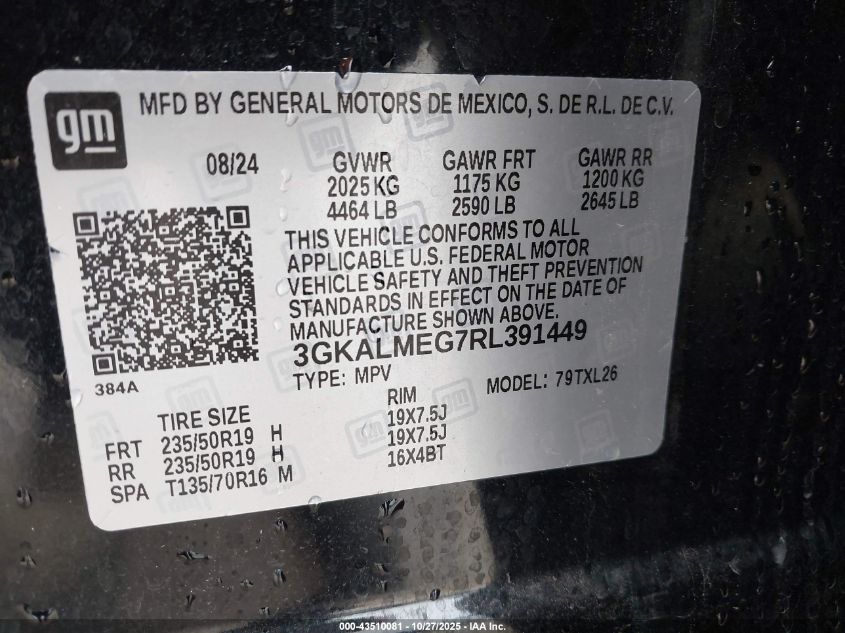 gm
MFD BY GENERAL MOTORS DE MEXICO, S. DE R.L. DE C.V.
08/24 GVWR GAWR FRT GAWR RR
2025 KG 1175 KG 1200 KG
4464 LB 2590 LB 2645 LB
THIS VEHICLE CONFORMS TO ALL
APPLICABLE U.S. FEDERAL MOTOR
VEHICLE SAFETY AND THEFT PREVENTION
STANDARDS IN EFFECT ON THE DATE OF
MANUFACTURE SHOWN ABOVE.
3GKALMEG7RL391449
384A TYPE: MPV MODEL: 79TXL26
TIRE SIZE RIM
FRT 235/50R19 H 19X7.5J
RR 235/50R19 H 19X7.5J
SPA T135/70R16 M 16X4BT
000-43510081 - 10/27/2025 - IAA Inc.